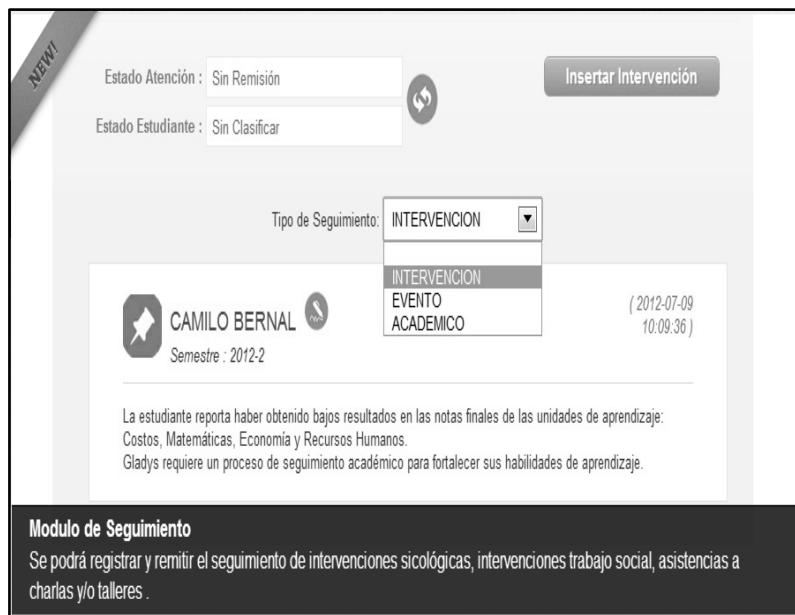 NEW!
Estado Atención : Sin Remisión
Insertar Intervención
Estado Estudiante : Sin Clasificar
Tipo de Seguimiento: INTERVENCION
INTERVENCION
EVENTO
ACADEMICO
CAMILO BERNAL
Semestre : 2012-2
( 2012-07-09
10:09:36 )
La estudiante reporta haber obtenido bajos resultados en las notas finales de las unidades de aprendizaje:
Costos, Matemáticas, Economía y Recursos Humanos.
Gladys requiere un proceso de seguimiento académico para fortalecer sus habilidades de aprendizaje.
Modulo de Seguimiento
Se podrá registrar y remitir el seguimiento de intervenciones sicológicas, intervenciones trabajo social, asistencias a
charlas y/o talleres .